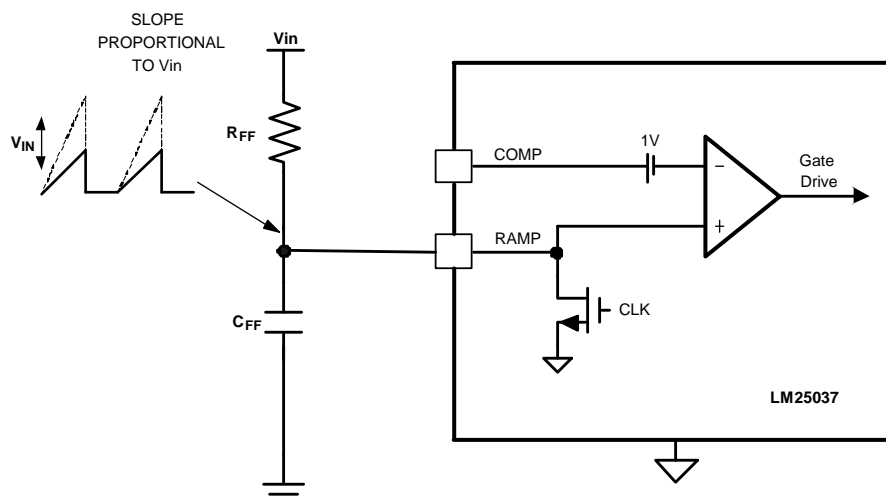 SLOPE
PROPORTIONAL
TO Vin
Vin
VIN
RFF
COMP
1V
Gate
Drive
−
+
RAMP
CFF
CLK
LM25037